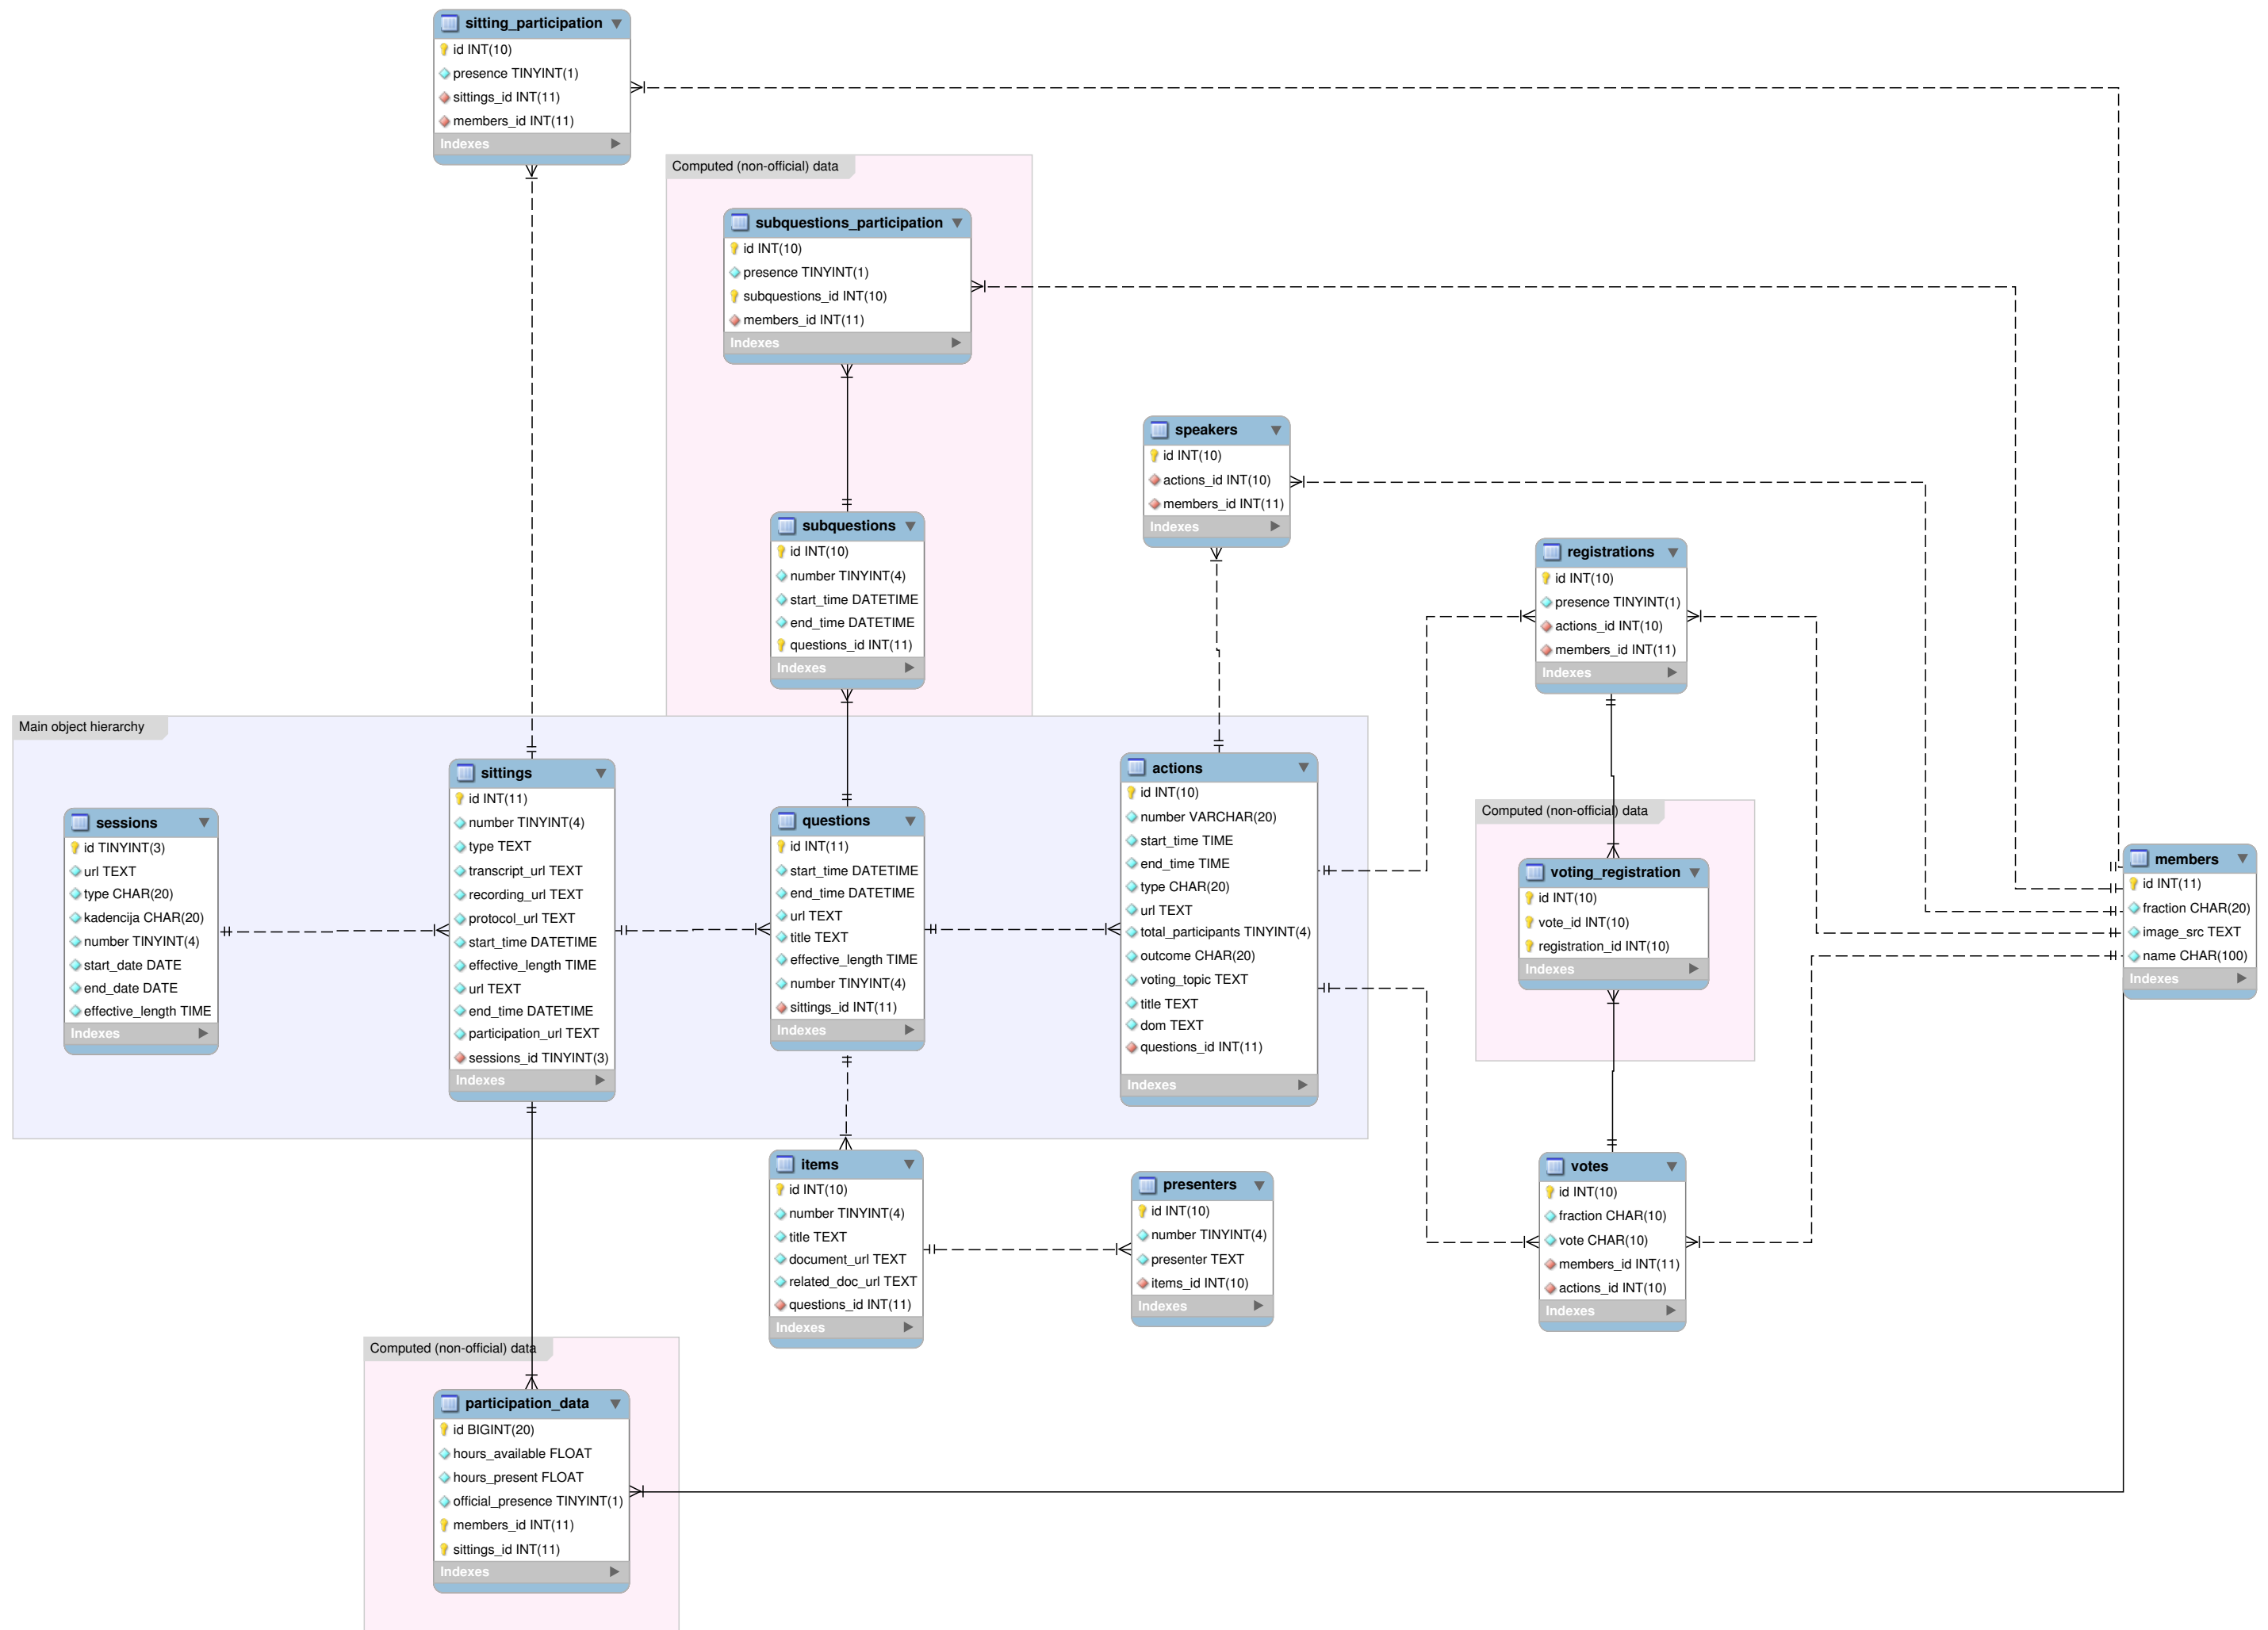 sitting_participation
id INT(10)
presence TINYINT(1)
sittings_id INT(11)
members_id INT(11)
Indexes
Computed (non-official) data
subquestions_participation
id INT(10)
presence TINYINT(1)
subquestions_id INT(10)
members_id INT(11)
Indexes
speakers
id INT(10)
actions_id INT(10)
members_id INT(11)
Indexes
subquestions
id INT(10)
number TINYINT(4)
start_time DATETIME
end_time DATETIME
questions_id INT(11)
Indexes
registrations
id INT(10)
presence TINYINT(1)
actions_id INT(10)
members_id INT(11)
Indexes
Main object hierarchy
sessions
id TINYINT(3)
url TEXT
type CHAR(20)
kadencija CHAR(20)
number TINYINT(4)
start_date DATE
end_date DATE
effective_length TIME
Indexes
sittings
id INT(11)
number TINYINT(4)
type TEXT
transcript_url TEXT
recording_url TEXT
protocol_url TEXT
start_time DATETIME
effective_length TIME
url TEXT
end_time DATETIME
participation_url TEXT
sessions_id TINYINT(3)
Indexes
questions
id INT(11)
start_time DATETIME
end_time DATETIME
url TEXT
title TEXT
effective_length TIME
number TINYINT(4)
sittings_id INT(11)
Indexes
actions
id INT(10)
number VARCHAR(20)
start_time TIME
end_time TIME
type CHAR(20)
url TEXT
total_participants TINYINT(4)
outcome CHAR(20)
voting_topic TEXT
title TEXT
dom TEXT
questions_id INT(11)
Indexes
Computed (non-official) data
voting_registration
id INT(10)
vote_id INT(10)
registration_id INT(10)
Indexes
members
id INT(11)
fraction CHAR(20)
image_src TEXT
name CHAR(100)
Indexes
items
id INT(10)
number TINYINT(4)
title TEXT
document_url TEXT
related_doc_url TEXT
questions_id INT(11)
Indexes
presenters
id INT(10)
number TINYINT(4)
presenter TEXT
items_id INT(10)
Indexes
votes
id INT(10)
fraction CHAR(10)
vote CHAR(10)
members_id INT(11)
actions_id INT(10)
Indexes
Computed (non-official) data
participation_data
id BIGINT(20)
hours_available FLOAT
hours_present FLOAT
official_presence TINYINT(1)
members_id INT(11)
sittings_id INT(11)
Indexes